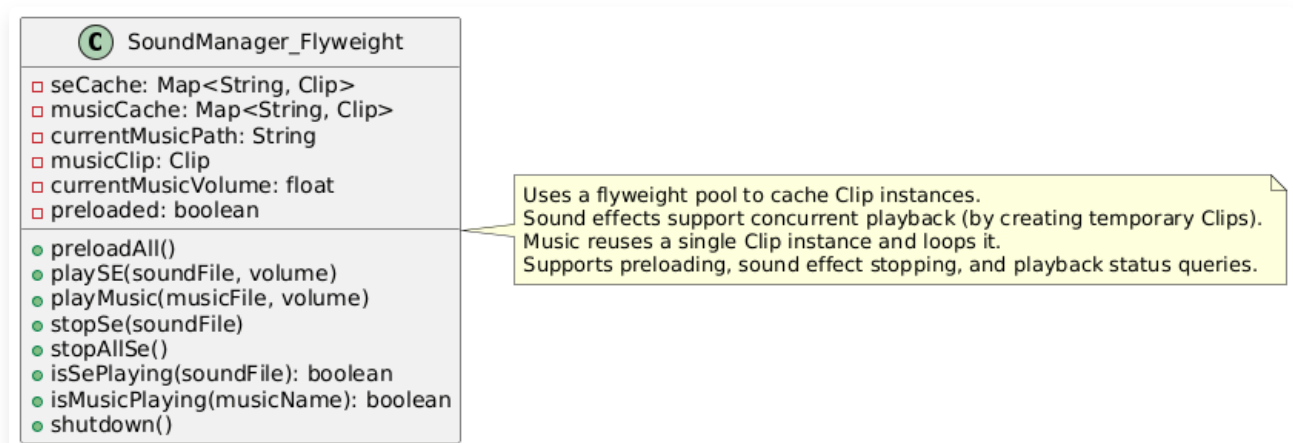 C SoundManager_Flyweight
seCache: Map<String, Clip>
musicCache: Map<String, Clip>
currentMusicPath: String
musicClip: Clip
currentMusicVolume: float
preloaded: boolean
preloadAll()
playSE(soundFile, volume)
playMusic(musicFile, volume)
stopSe(soundFile)
stopAllSe()
isSePlaying(soundFile): boolean
isMusicPlaying(musicName): boolean
shutdown()
Uses a flyweight pool to cache Clip instances.
Sound effects support concurrent playback (by creating temporary Clips).
Music reuses a single Clip instance and loops it.
Supports preloading, sound effect stopping, and playback status queries.